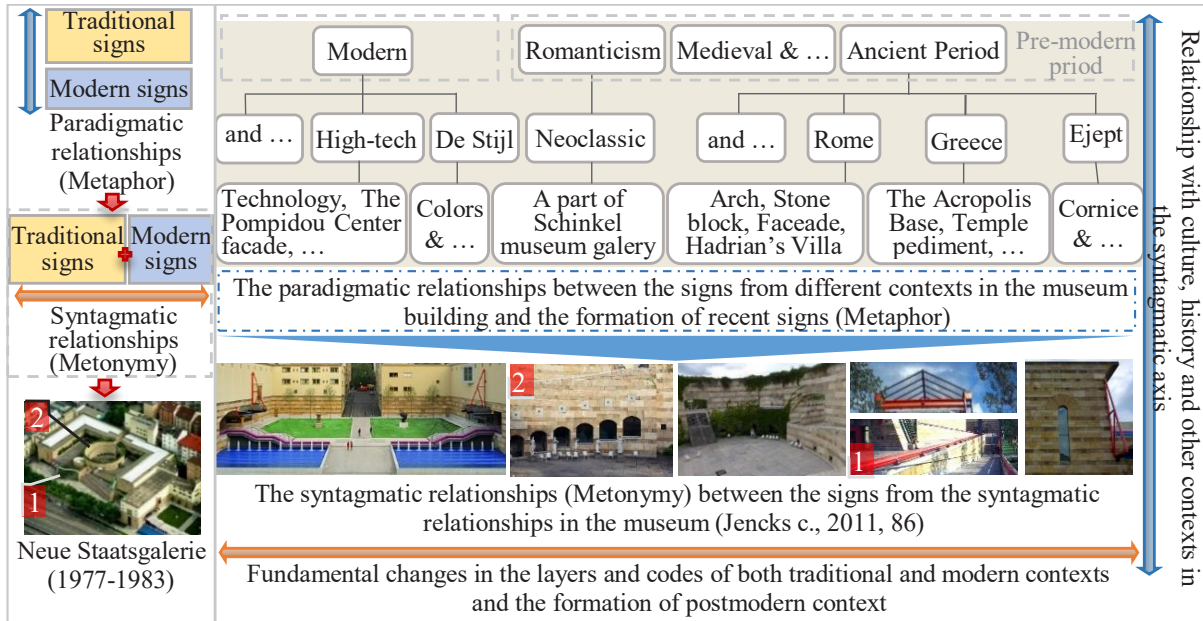 Traditional
signs
Modern signs
Paradigmatic
relationships
(Metaphor)
Traditional
signs
Modern
signs
Syntagmatic
relationships
(Metonymy)
2
1
Neue Staatsgalerie
(1977-1983)
Modern
Romanticism
Medieval & …
Ancient Period
Pre-modern
priod
and …
High-tech
De Stijl
Neoclassic
and …
Rome
Greece
Ejept
Technology, The
Pompidou Center
facade, …
Colors
& …
A part of
Schinkel
museum galery
Arch, Stone
block, Faceade,
Hadrian’s Villa
The Acropolis
Base, Temple
pediment, …
Cornice
& …
The paradigmatic relationships between the signs from different contexts in the museum
building and the formation of recent signs (Metaphor)
2
1
The syntagmatic relationships (Metonymy) between the signs from the syntagmatic
relationships in the museum (Jencks c., 2011, 86)
Fundamental changes in the layers and codes of both traditional and modern contexts
and the formation of postmodern context
Relationship with culture, history and other contexts in
the syntagmatic axis